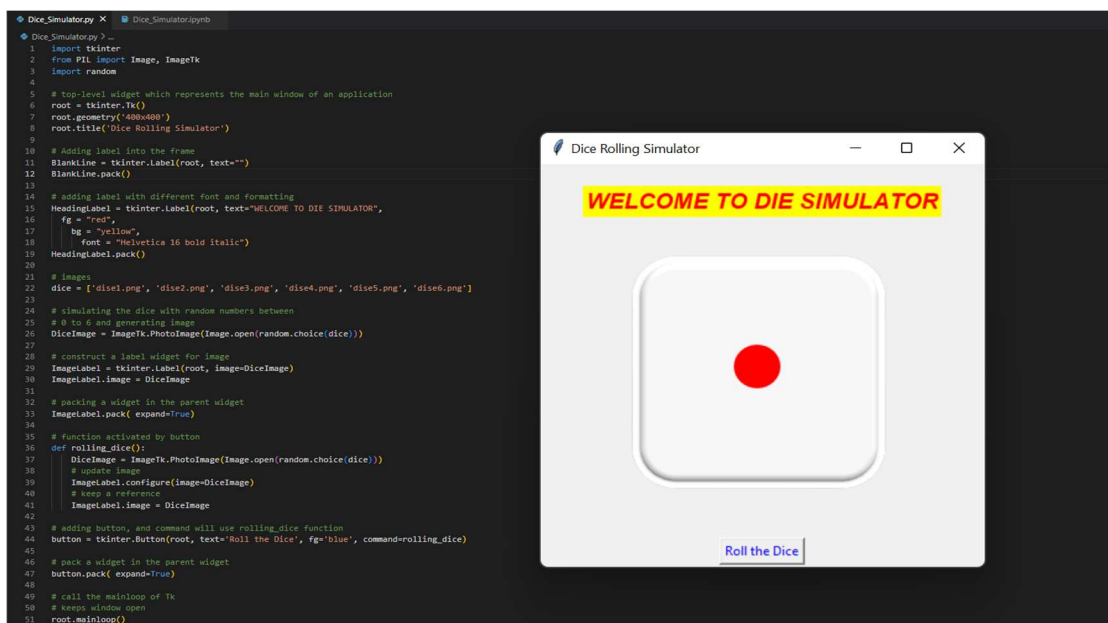 Dice_Simulator.py X Dice_Simulator.ipynb
Dice_Simulator.py > ...
1 import tkinter
2 from PIL import Image, ImageTk
3 import random
4
5 # top-level widget which represents the main window of an application
6 root = tkinter.Tk()
7 root.geometry('400x400')
8 root.title('Dice Rolling Simulator')
9
10 # Adding label into the frame
11 BlankLine = tkinter.Label(root, text="")
12 BlankLine.pack()
13
14 # adding label with different font and formatting
15 HeadingLabel = tkinter.Label(root, text="WELCOME TO DIE SIMULATOR",
16 fg = "red",
17 bg = "yellow",
18 font = "Helvetica 16 bold italic")
19 HeadingLabel.pack()
20
21 # images
22 dice = ['dise1.png', 'dise2.png', 'dise3.png', 'dise4.png', 'dise5.png', 'dise6.png']
23
24 # simulating the dice with random numbers between
25 # 0 to 6 and generating image
26 DiceImage = ImageTk.PhotoImage(Image.open(random.choice(dice)))
27
28 # construct a label widget for image
29 ImageLabel = tkinter.Label(root, image=DiceImage)
30 ImageLabel.image = DiceImage
31
32 # packing a widget in the parent widget
33 ImageLabel.pack( expand=True)
34
35 # function activated by button
36 def rolling_dice():
37 DiceImage = ImageTk.PhotoImage(Image.open(random.choice(dice)))
38 # update image
39 ImageLabel.configure(image=DiceImage)
40 # keep a reference
41 ImageLabel.image = DiceImage
42
43 # adding button, and command will use rolling_dice function
44 button = tkinter.Button(root, text='Roll the Dice', fg='blue', command=rolling_dice)
45
46 # pack a widget in the parent widget
47 button.pack( expand=True)
48
49 # call the mainloop of Tk
50 # keeps window open
51 root.mainloop()
Dice Rolling Simulator
WELCOME TO DIE SIMULATOR
Roll the Dice